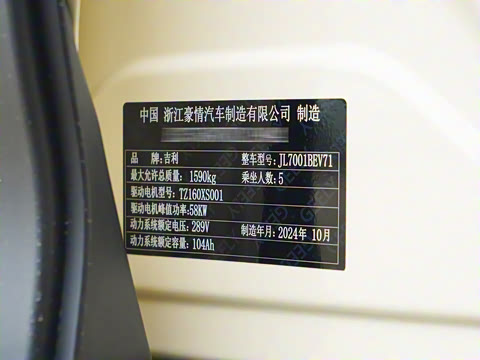 中国 浙江豪情汽车制造有限公司 制造
品 牌:吉利 整车型号:JL7001BEV71
最大允许总质量: 1590kg 乘坐人数:5
驱动电机型号:TZ160XS001
驱动电机峰值功率:58KW
动力系统额定电压: 289V 制造年月: 2024年 10月
动力系统额定容量: 104Ah